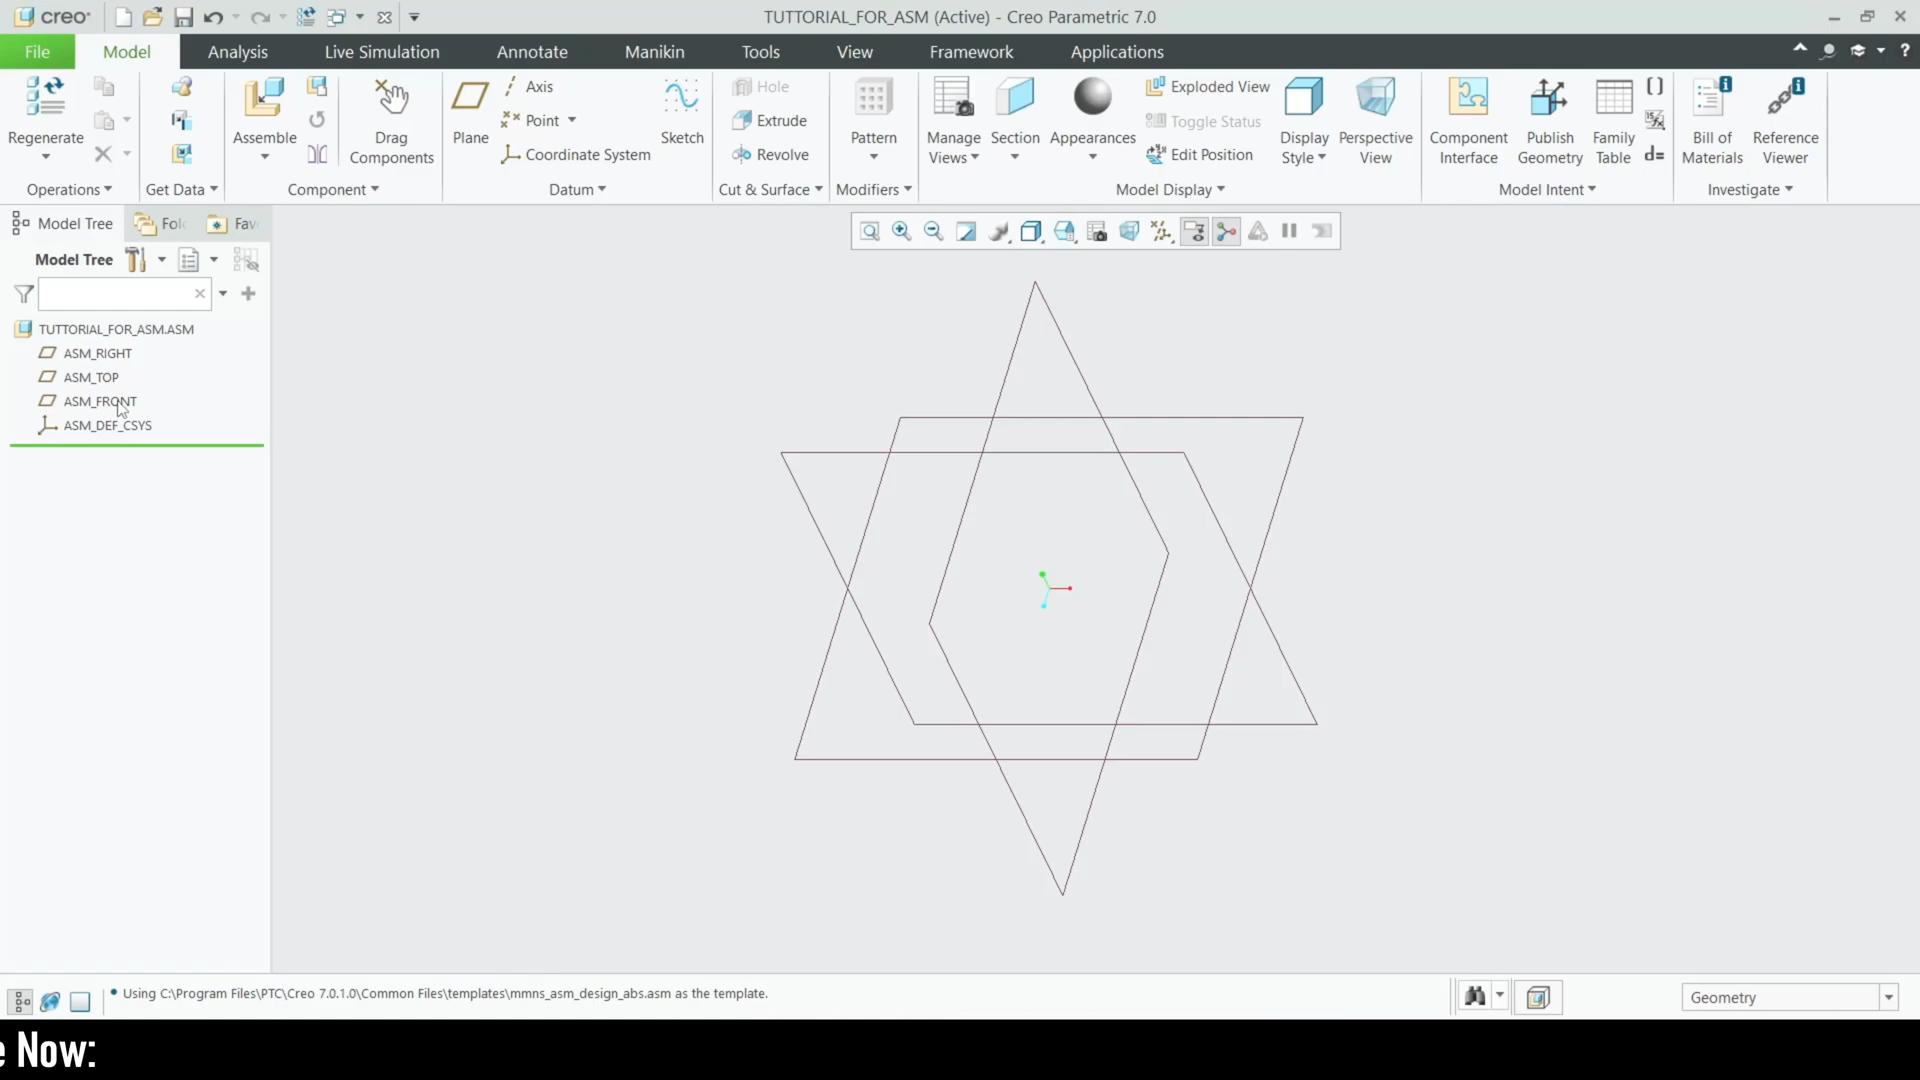 creo
TUTTORIAL_FOR_ASM (Active) - Creo Parametric 7.0
File
Model
Analysis
Live Simulation
Annotate
Manikin
Tools
View
Framework
Applications
Regenerate
Operations
Get Data
Assemble
Drag Components
Component
Plane
Axis
Point
Coordinate System
Sketch
Datum
Hole
Extrude
Revolve
Cut & Surface
Pattern
Modifiers
Manage Views
Section
Appearances
Exploded View
Toggle Status
Edit Position
Display Style
Perspective View
Model Display
Component Interface
Publish Geometry
Family Table
d=
Model Intent
Bill of Materials
Reference Viewer
Investigate
Model Tree
Fol
Fav
Model Tree
TUTTORIAL_FOR_ASM.ASM
ASM_RIGHT
ASM_TOP
ASM_FRONT
ASM_DEF_CSYS
Using C:\Program Files\PTC\Creo 7.0.1.0\Common Files\templates\mmns_asm_design_abs.asm as the template.
Geometry
e Now: